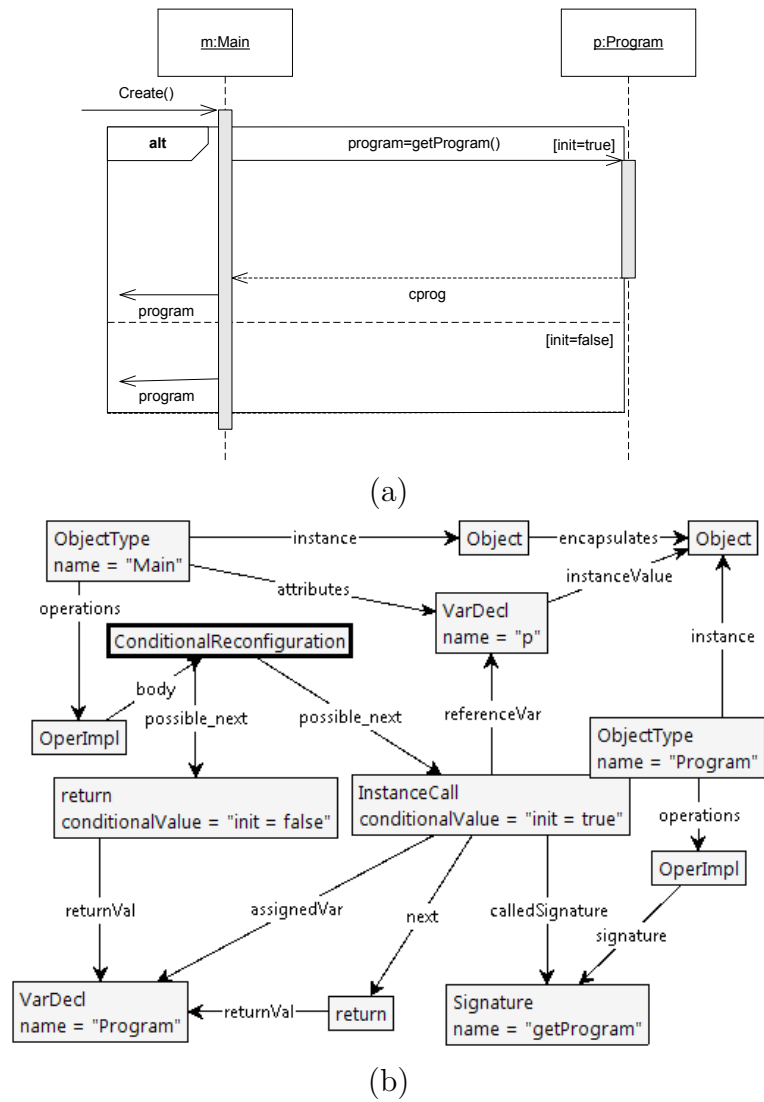 m:Main
p:Program
Create()
alt
program=getProgram()
[init=true]
cprog
program
[init=false]
program
(a)
ObjectType
name = "Main"
instance
Object
encapsulates
Object
operations
attributes
instanceValue
VarDecl
name = "p"
ConditionalReconfiguration
instance
body
possible_next
possible_next
referenceVar
OperImpl
ObjectType
name = "Program"
return
conditionalValue = "init = false"
InstanceCall
conditionalValue = "init = true"
operations
OperImpl
returnVal
assignedVar
next
calledSignature
signature
VarDecl
name = "Program"
returnVal
return
Signature
name = "getProgram"
(b)